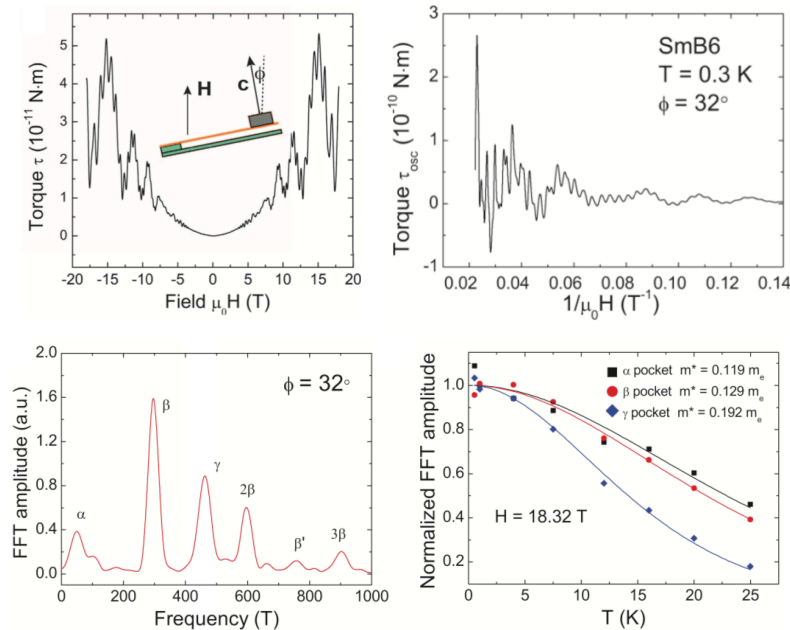 Torque τ (10⁻¹¹ N·m)
5
4
3
2
1
0
H
c
ϕ
-20 -15 -10 -5 0 5 10 15 20
Field μ₀H (T)
Torque τosc (10⁻¹⁰ N·m)
3
2
1
0
-1
SmB6
T = 0.3 K
ϕ = 32°
0.02 0.04 0.06 0.08 0.10 0.12 0.14
1/μ₀H (T⁻¹)
FFT amplitude (a.u.)
2.0
1.6
1.2
0.8
0.4
0.0
ϕ = 32°
α
β
γ
2β
β'
3β
0 200 400 600 800 1000
Frequency (T)
Normalized FFT amplitude
1.0
0.8
0.6
0.4
0.2
α pocket m* = 0.119 mₑ
β pocket m* = 0.129 mₑ
γ pocket m* = 0.192 mₑ
H = 18.32 T
0 5 10 15 20 25
T (K)